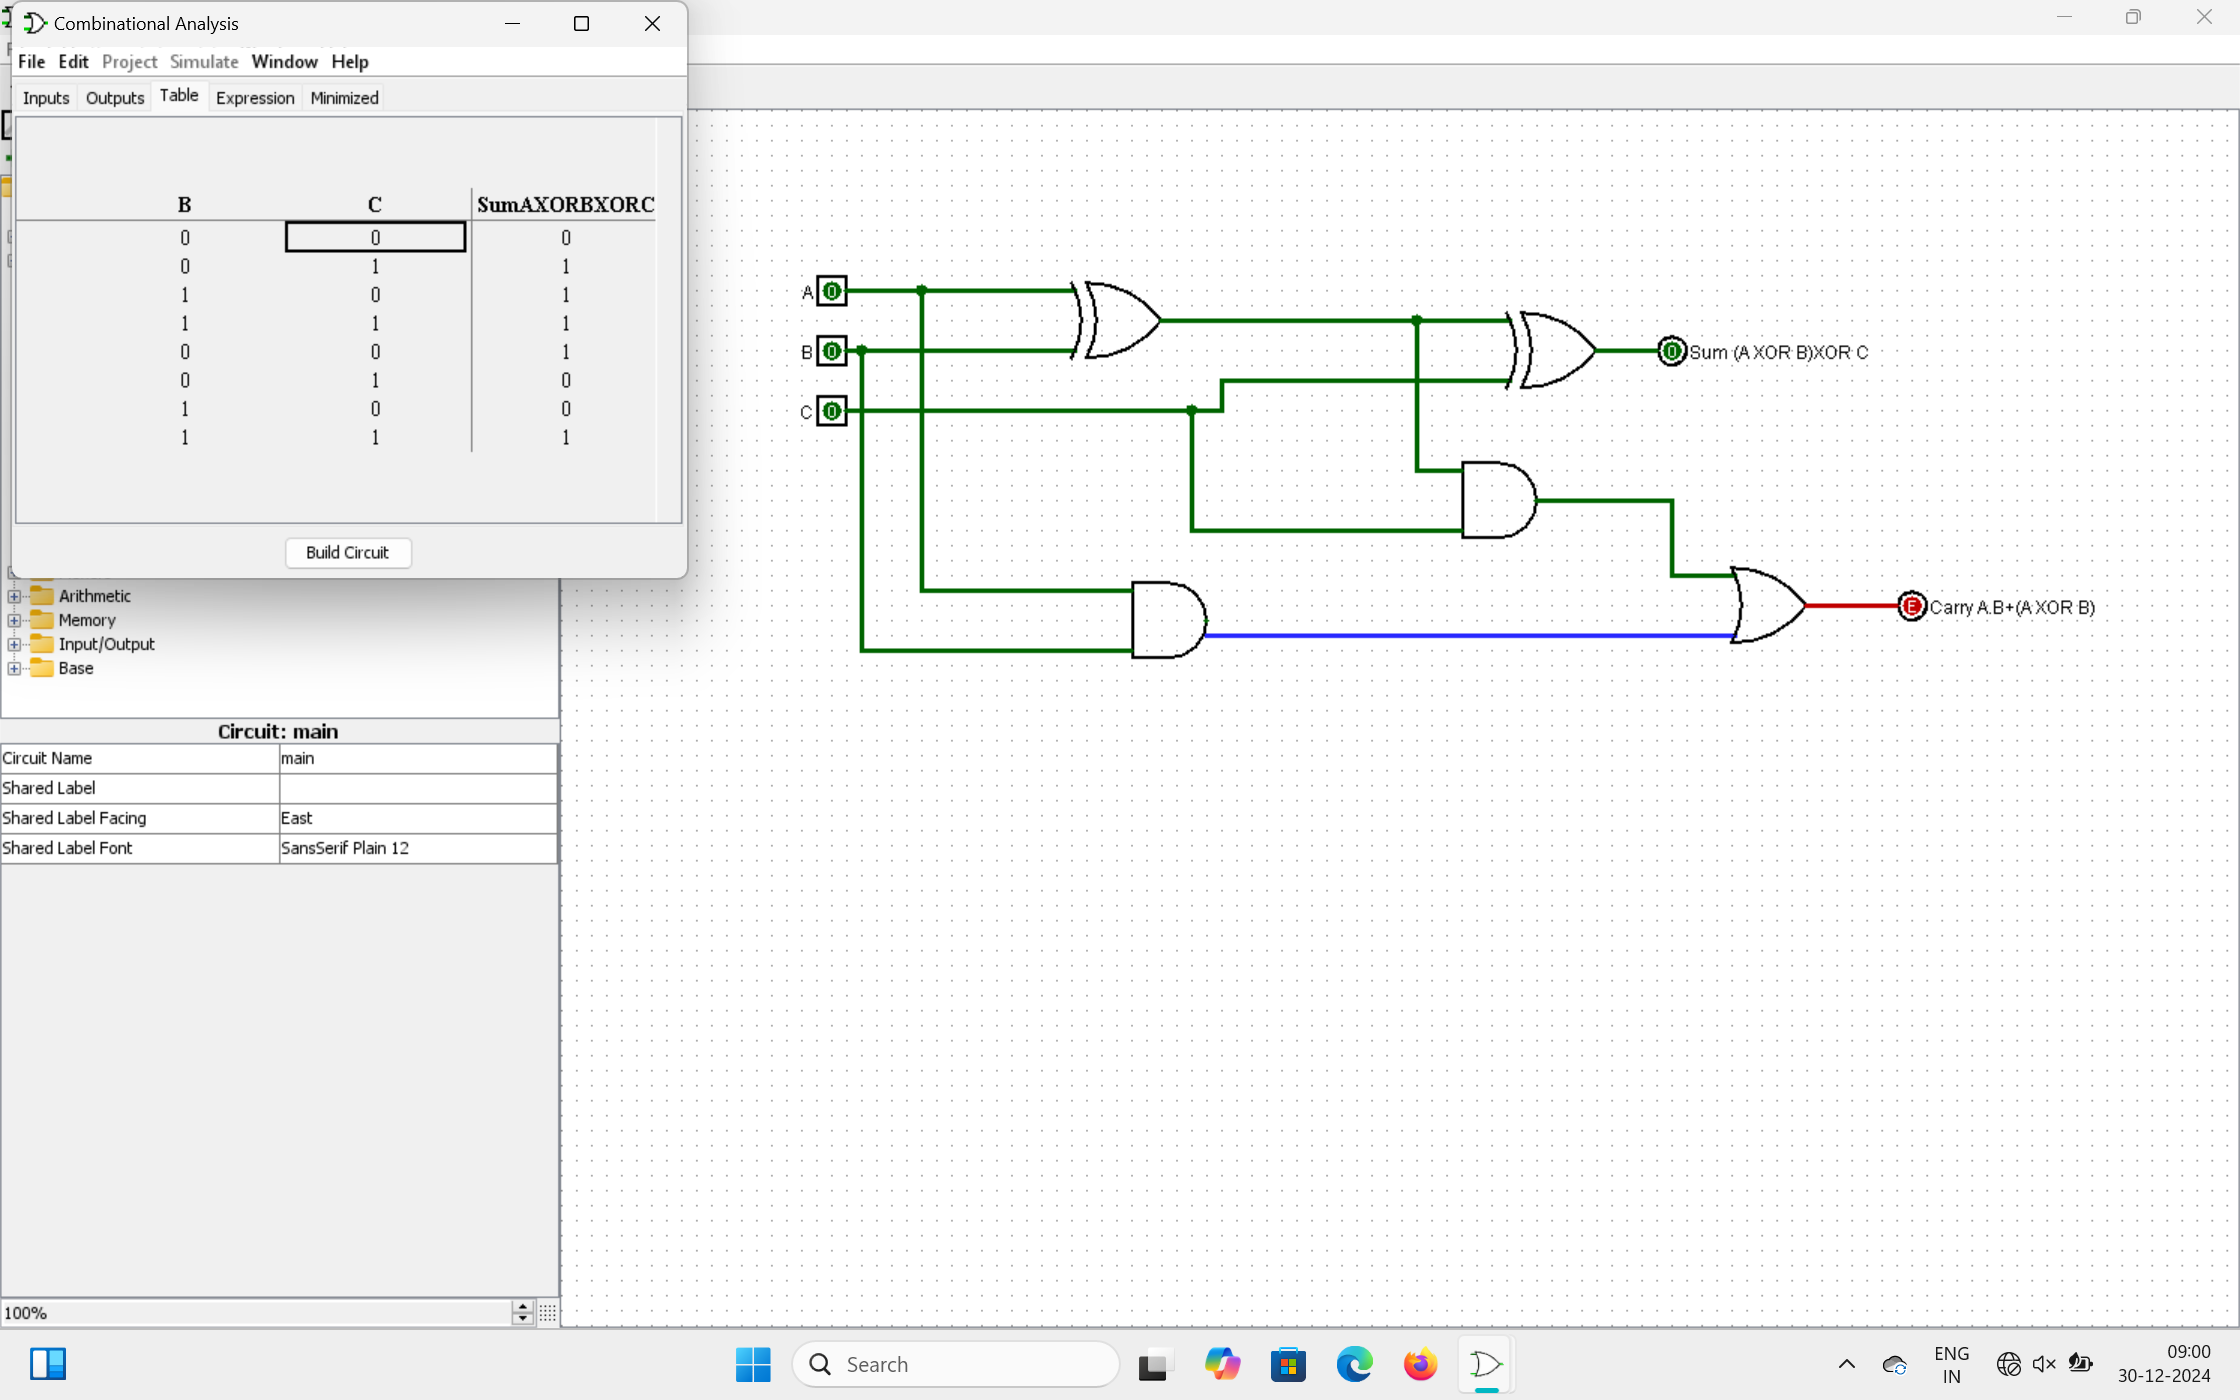 Combinational Analysis
File Edit Project Simulate Window Help
Inputs Outputs Table Expression Minimized
B C SumAXORBXORC
0 0 0
0 1 1
1 0 1
1 1 1
0 0 1
0 1 0
1 0 0
1 1 1
Build Circuit
A 0
B 0
C 0
0 Sum (A XOR B)XOR C
E Carry A.B+(A XOR B)
Arithmetic
Memory
Input/Output
Base
Circuit: main
Circuit Name main
Shared Label
Shared Label Facing East
Shared Label Font SansSerif Plain 12
100%
Search
ENG
IN
09:00
30-12-2024